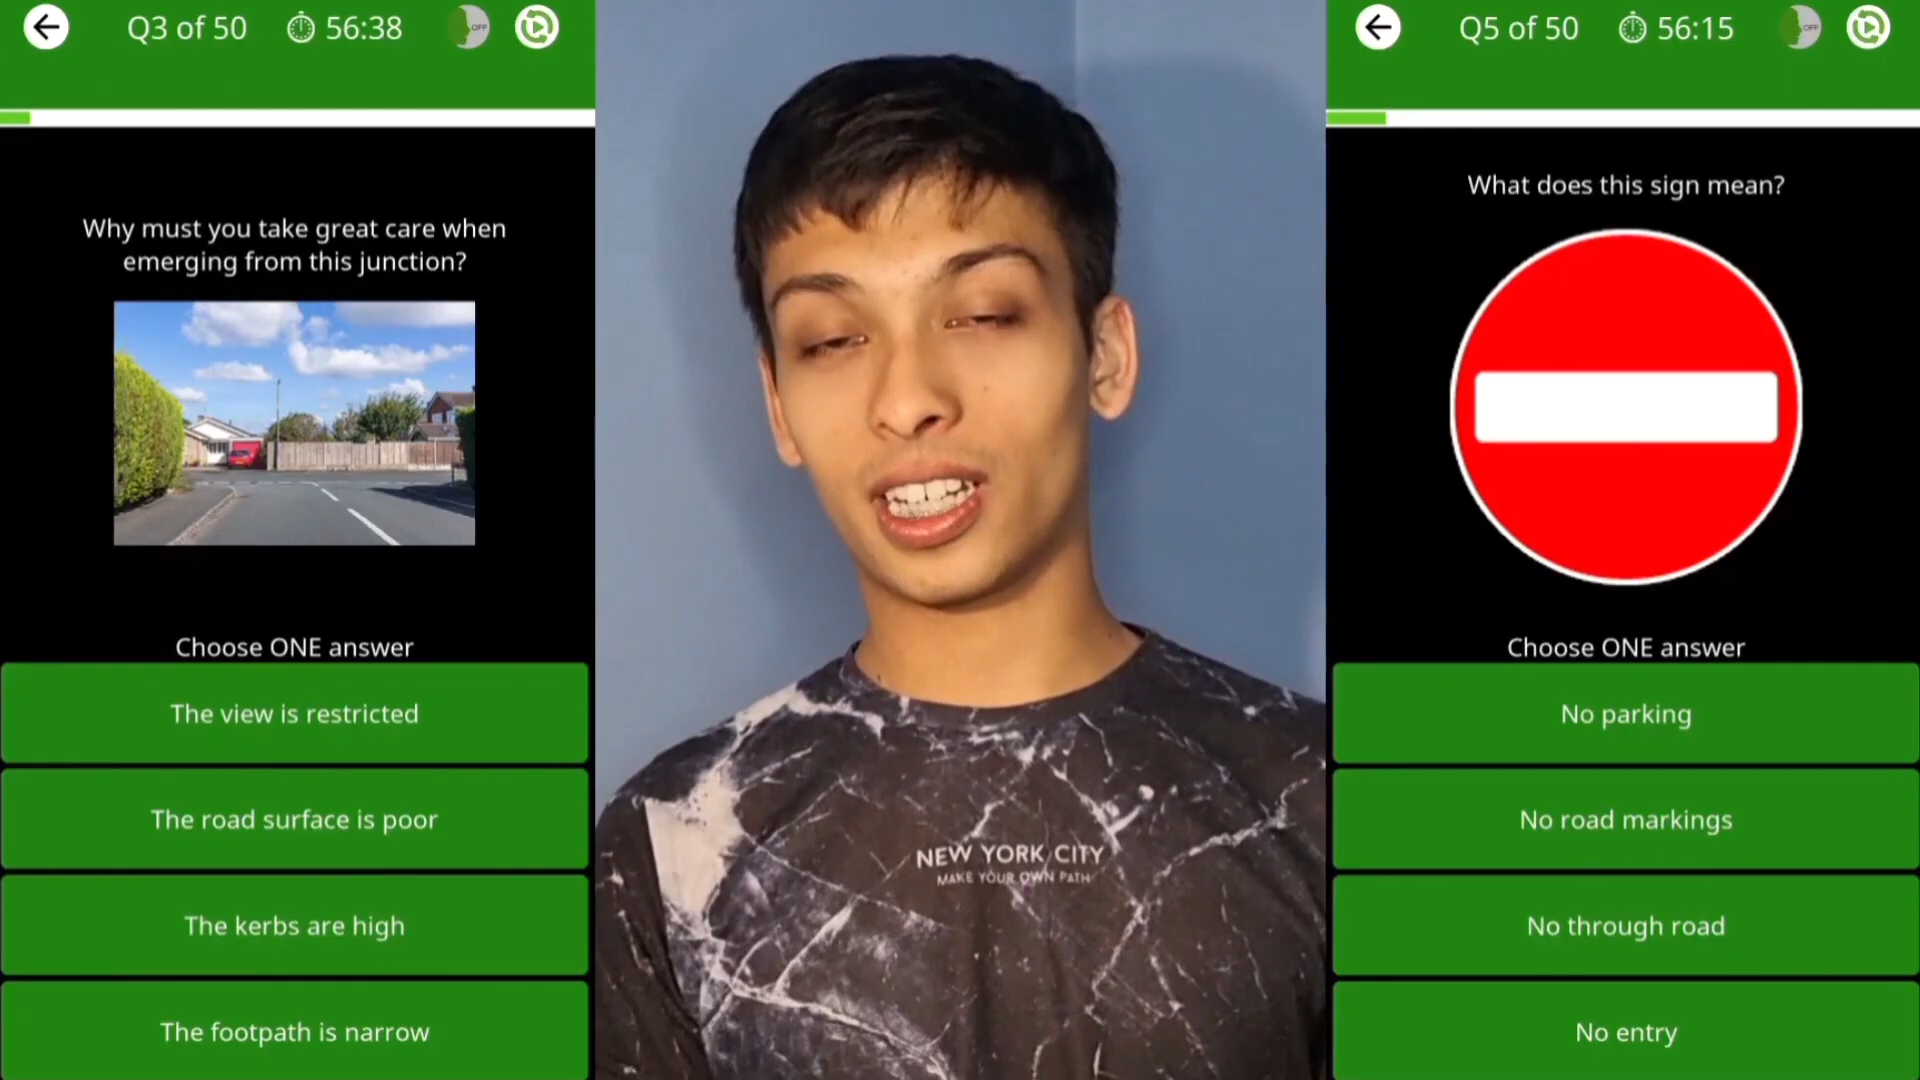 Q3 of 50
56:38
OFF
Why must you take great care when
emerging from this junction?
Choose ONE answer
The view is restricted
The road surface is poor
The kerbs are high
The footpath is narrow
NEW YORK CITY
MAKE YOUR OWN PATH
Q5 of 50
56:15
OFF
What does this sign mean?
Choose ONE answer
No parking
No road markings
No through road
No entry